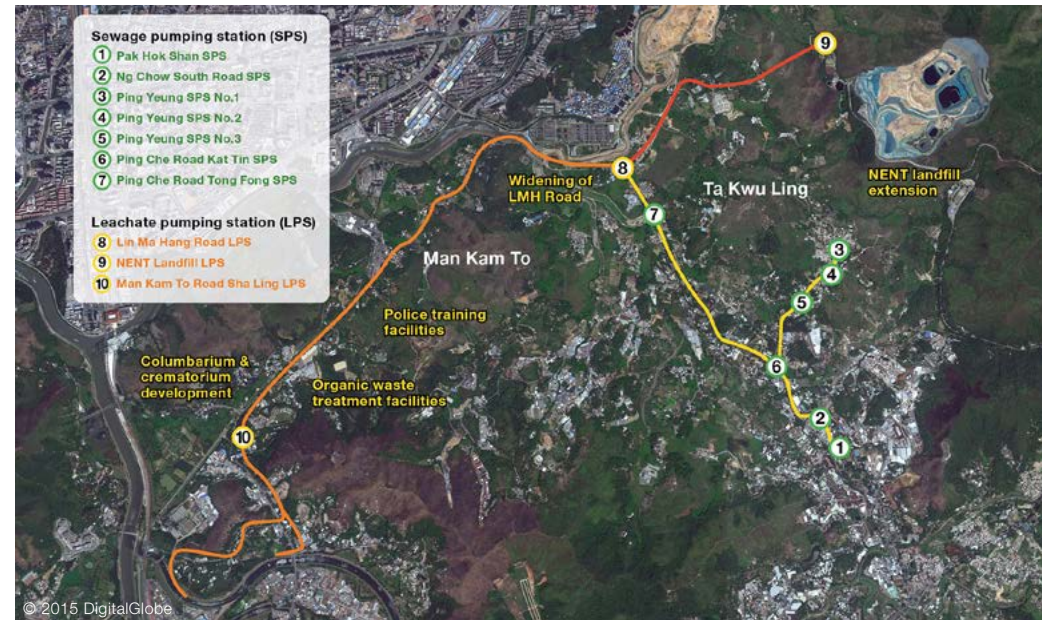 Sewage pumping station (SPS)
1 Pak Hok Shan SPS
2 Ng Chow South Road SPS
3 Ping Yeung SPS No.1
4 Ping Yeung SPS No.2
5 Ping Yeung SPS No.3
6 Ping Che Road Kat Tin SPS
7 Ping Che Road Tong Fong SPS
Leachate pumping station (LPS)
8 Lin Ma Hang Road LPS
9 NENT Landfill LPS
10 Man Kam To Road Sha Ling LPS
9
8
Widening of
LMH Road
Ta Kwu Ling
NENT landfill
extension
7
Man Kam To
3
4
5
Police training
facilities
Columbarium &
crematorium
development
6
Organic waste
treatment facilities
2
10
1
© 2015 DigitalGlobe